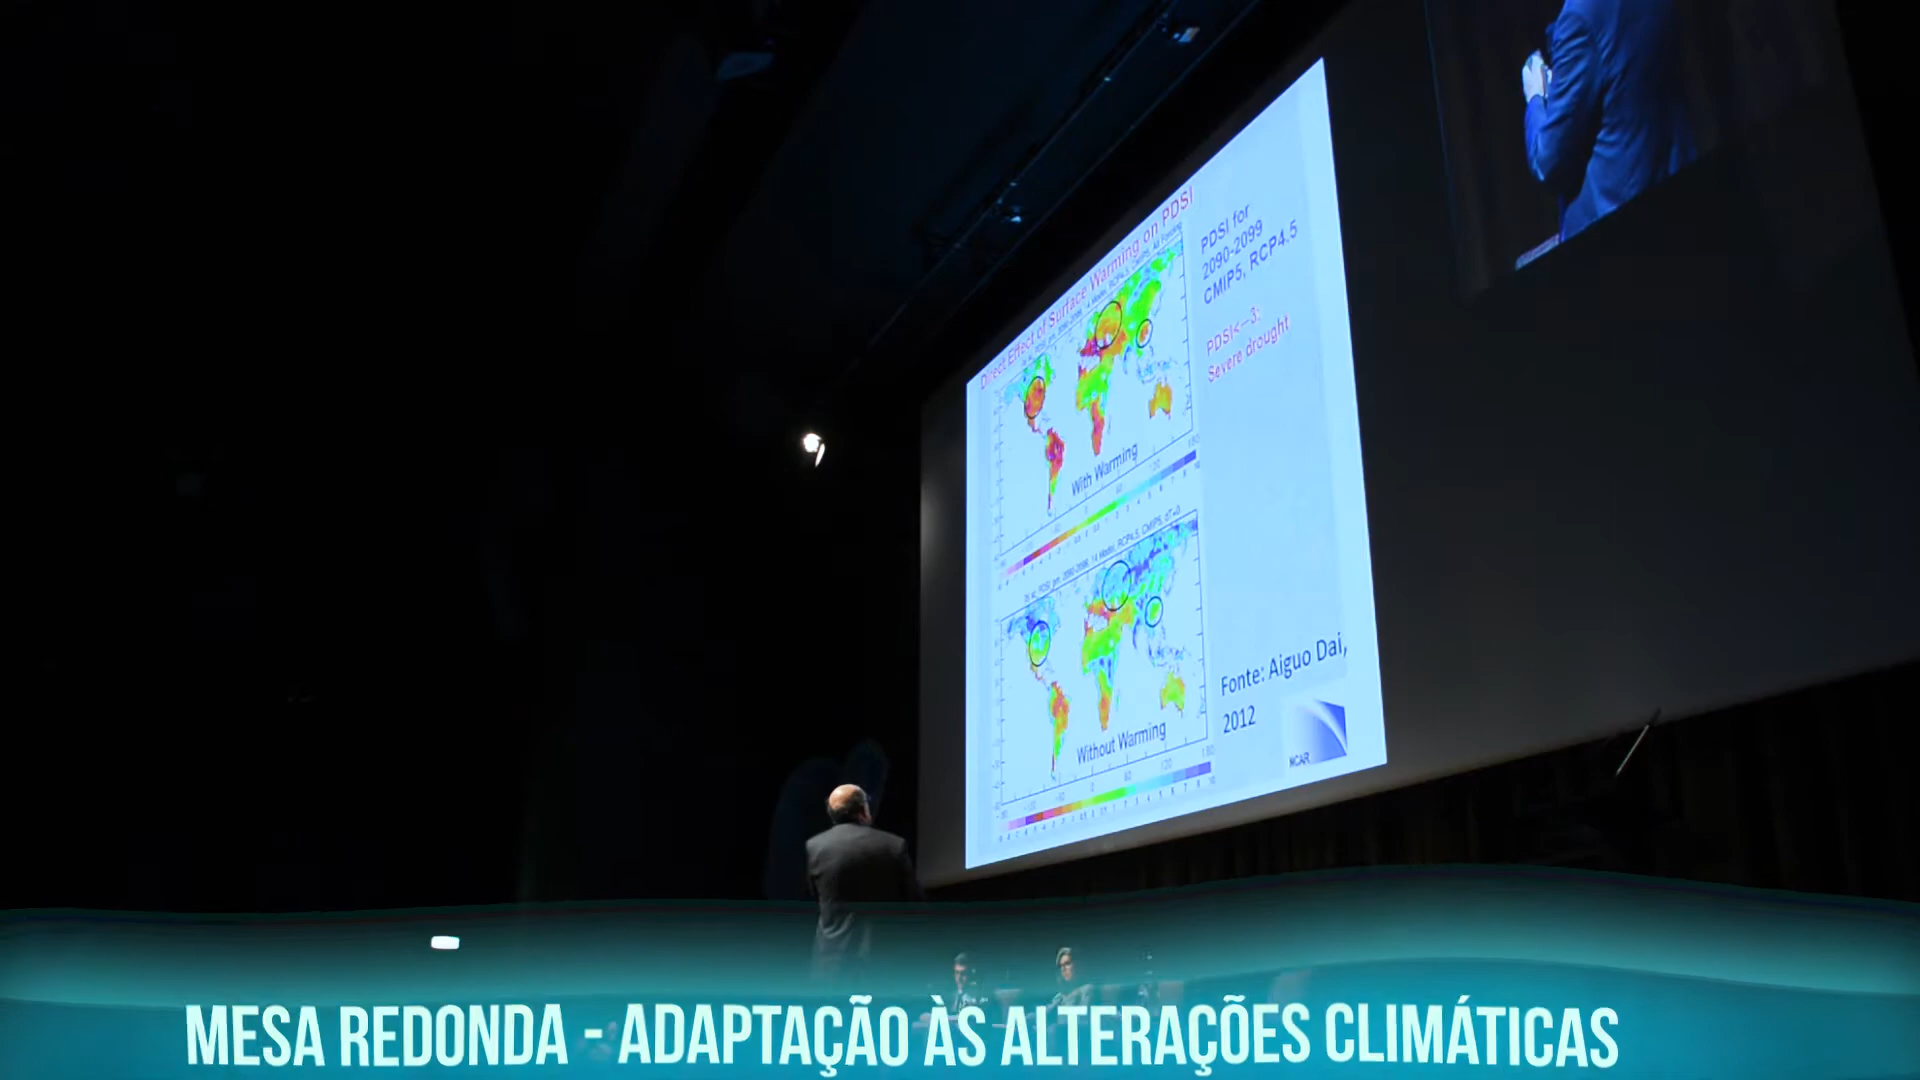 Direct Effect of Surface Warming on PDSI
With Warming
Without Warming
PDSI for
2090-2099
CMIP5, RCP4.5
PDSI<-3:
Severe drought
Fonte: Aiguo Dai,
2012
NCAR
MESA REDONDA - ADAPTAÇÃO ÀS ALTERAÇÕES CLIMÁTICAS